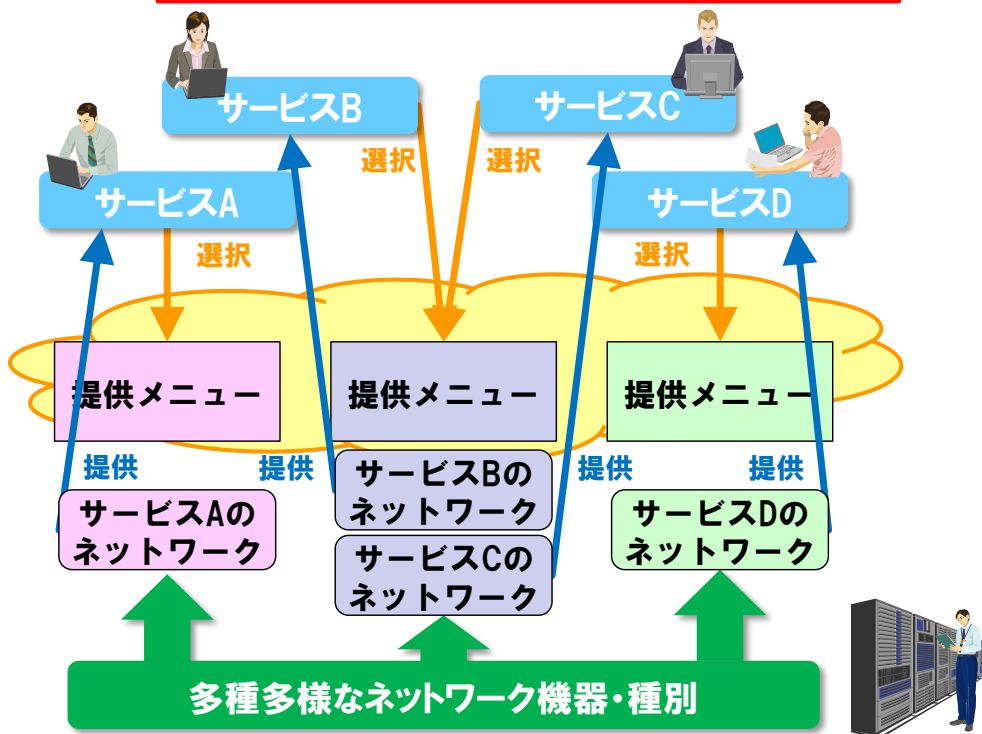 サービスB
サービスC
選択
選択
サービスA
サービスD
選択
選択
提供メニュー
提供メニュー
提供メニュー
提供
提供
提供
提供
サービスAの
ネットワーク
サービスBの
ネットワーク
サービスCの
ネットワーク
サービスDの
ネットワーク
多種多様なネットワーク機器・種別